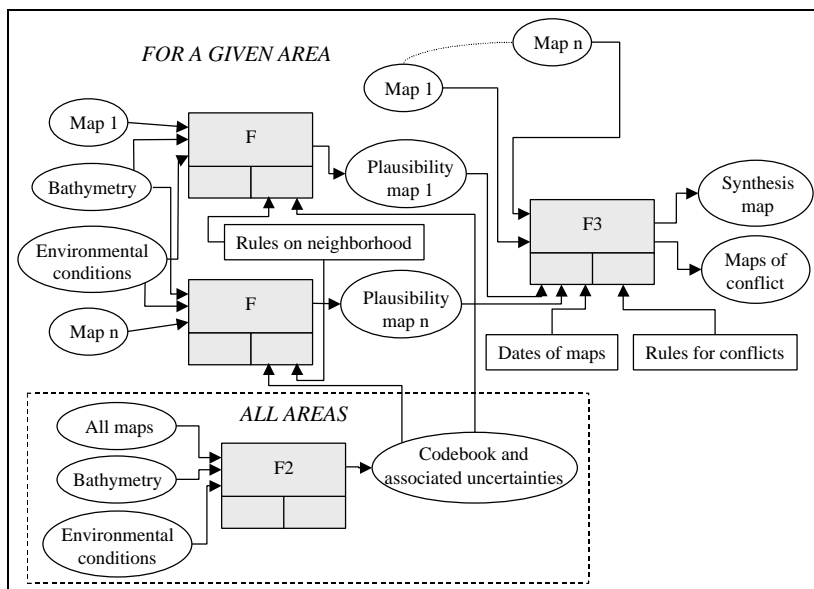 FOR A GIVEN AREA
Map n
Map 1
Map 1
F
Bathymetry
Plausibility
map 1
Synthesis
map
F3
Environmental
conditions
Rules on neighborhood
Maps of
conflict
F
Plausibility
map n
Map n
Dates of maps
Rules for conflicts
ALL AREAS
All maps
F2
Codebook and
associated uncertainties
Bathymetry
Environmental
conditions